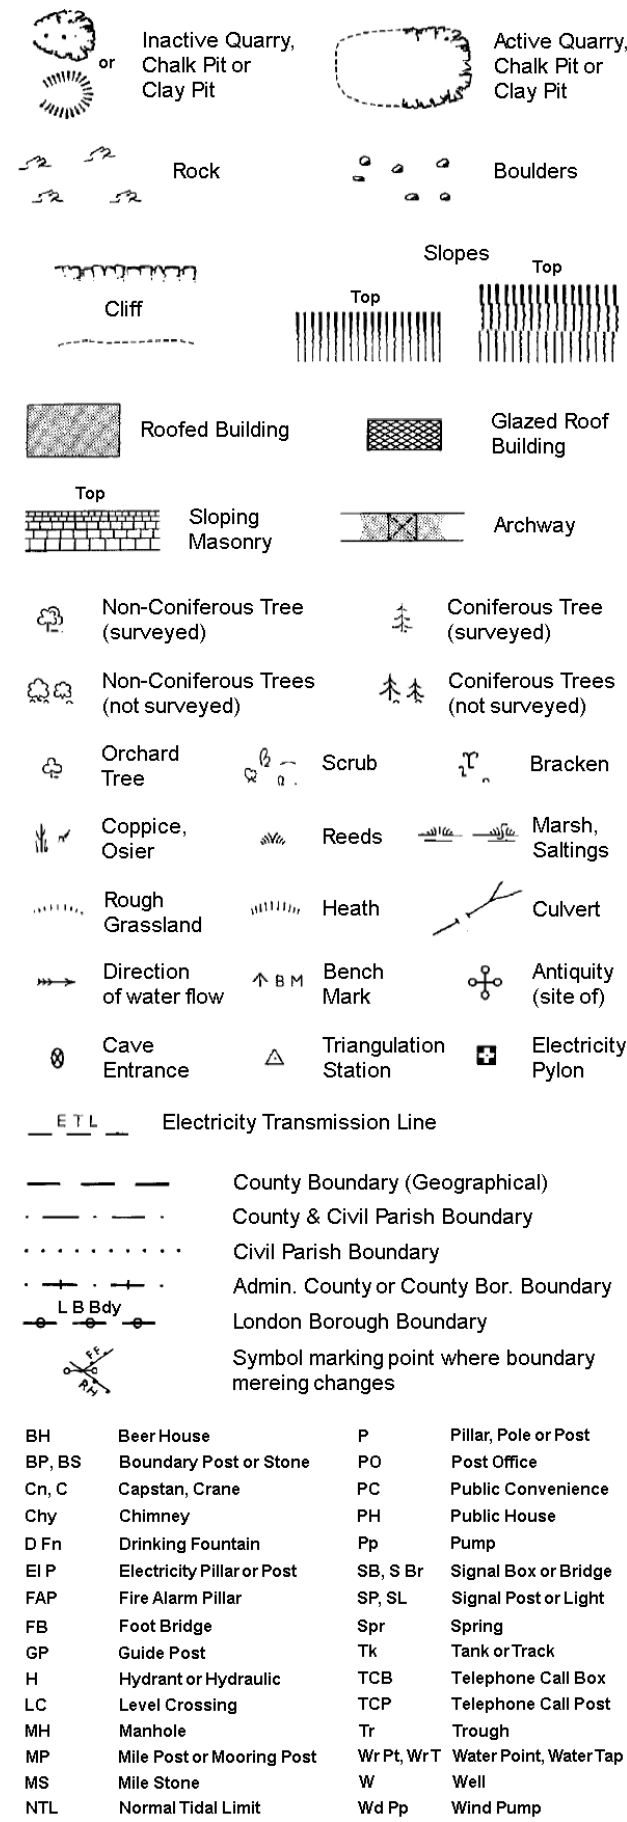 or
Inactive Quarry,
Chalk Pit or
Clay Pit
Active Quarry,
Chalk Pit or
Clay Pit
Rock
Boulders
Slopes
Top
Top
Cliff
Roofed Building
Glazed Roof
Building
Top
Sloping
Masonry
Archway
Non-Coniferous Tree
(surveyed)
Coniferous Tree
(surveyed)
Non-Coniferous Trees
(not surveyed)
Coniferous Trees
(not surveyed)
Orchard
Tree
Scrub
Bracken
Coppice,
Osier
Reeds
Marsh,
Saltings
Rough
Grassland
Heath
Culvert
Direction
of water flow
B M
Bench
Mark
Antiquity
(site of)
Cave
Entrance
Triangulation
Station
Electricity
Pylon
E T L
Electricity Transmission Line
County Boundary (Geographical)
County & Civil Parish Boundary
Civil Parish Boundary
Admin. County or County Bor. Boundary
L B Bdy
London Borough Boundary
FF
RH
Symbol marking point where boundary
mereing changes
BH Beer House
P Pillar, Pole or Post
BP, BS Boundary Post or Stone
PO Post Office
Cn, C Capstan, Crane
PC Public Convenience
Chy Chimney
PH Public House
D Fn Drinking Fountain
Pp Pump
El P Electricity Pillar or Post
SB, S Br Signal Box or Bridge
FAP Fire Alarm Pillar
SP, SL Signal Post or Light
FB Foot Bridge
Spr Spring
GP Guide Post
Tk Tank or Track
H Hydrant or Hydraulic
TCB Telephone Call Box
LC Level Crossing
TCP Telephone Call Post
MH Manhole
Tr Trough
MP Mile Post or Mooring Post
Wr Pt, Wr T Water Point, Water Tap
MS Mile Stone
W Well
NTL Normal Tidal Limit
Wd Pp Wind Pump